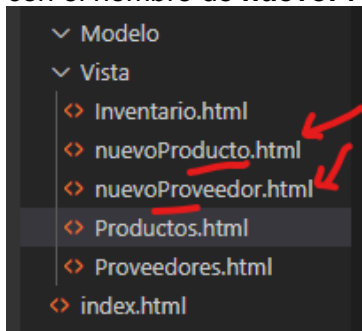 Modelo
Vista
Inventario.html
nuevoProducto.html
nuevoProveedor.html
Productos.html
Proveedores.html
index.html